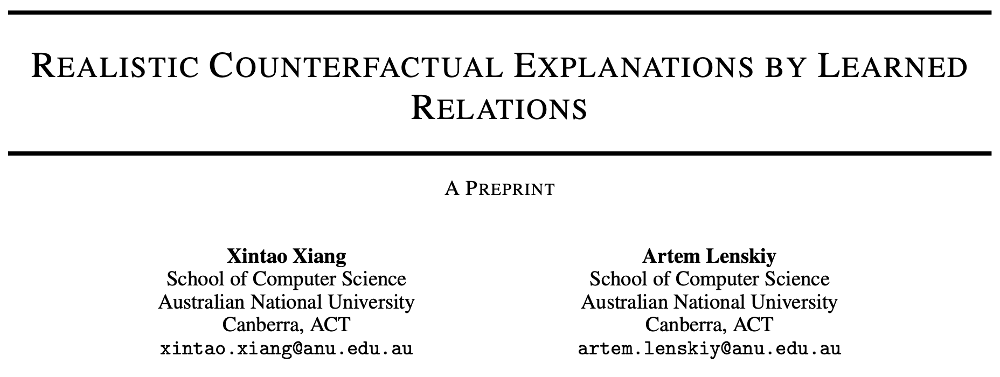 REALISTIC COUNTERFACTUAL EXPLANATIONS BY LEARNED
RELATIONS
A PREPRINT
Xintao Xiang
School of Computer Science
Australian National University
Canberra, ACT
xintao.xiang@anu.edu.au
Artem Lenskiy
School of Computer Science
Australian National University
Canberra, ACT
artem.lenskiy@anu.edu.au